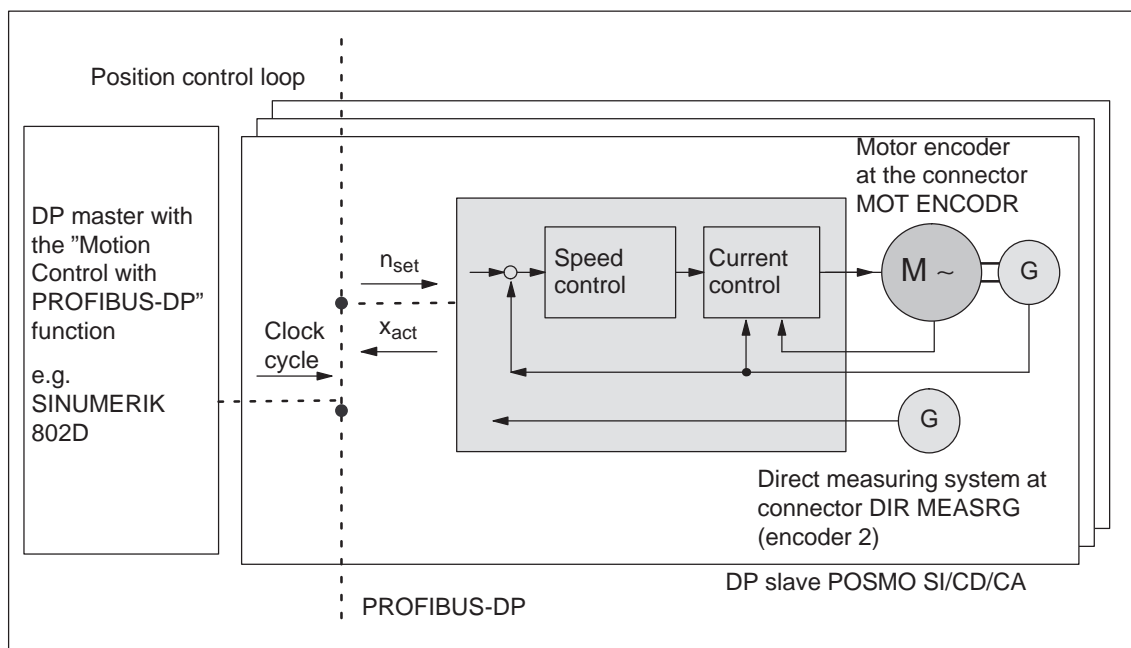 Position control loop
DP master with
the ”Motion
Control with
PROFIBUS-DP”
function
e.g.
SINUMERIK
802D
Clock
cycle
nset
xact
Speed
control
Current
control
Motor encoder
at the connector
MOT ENCODR
M ~
G
G
Direct measuring system at
connector DIR MEASRG
(encoder 2)
DP slave POSMO SI/CD/CA
PROFIBUS-DP